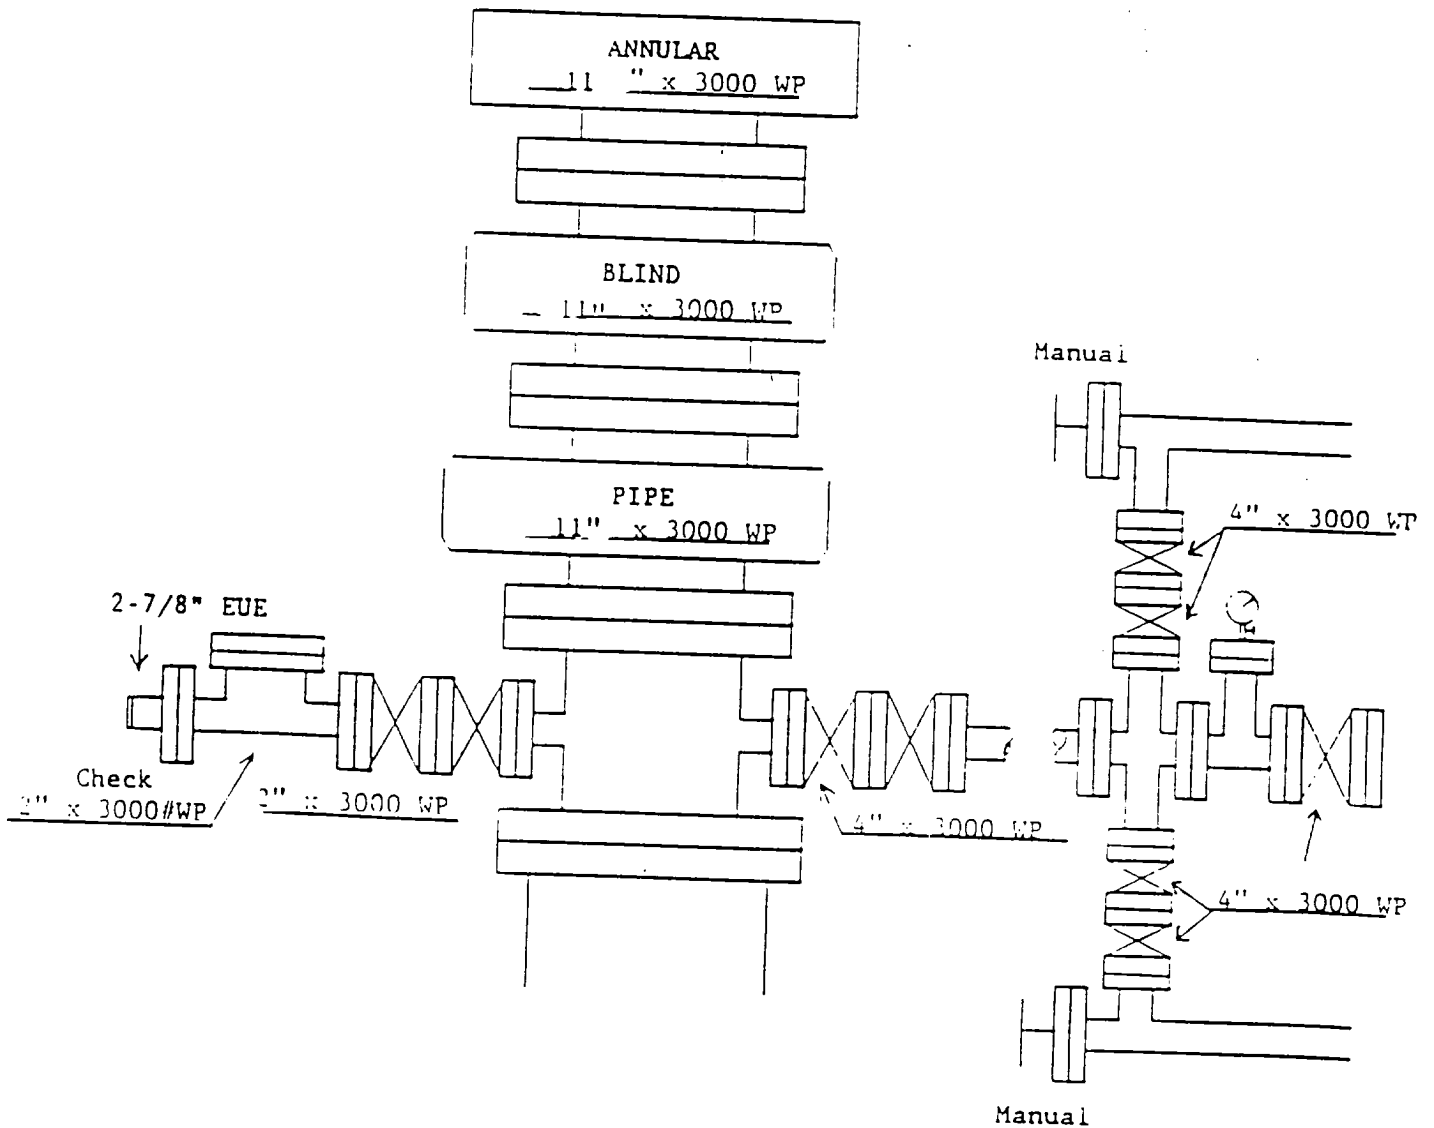 ANNULAR
11 " x 3000 WP
BLIND
11" x 3000 WP
Manual
PIPE
11" x 3000 WP
4" x 3000 WP
2-7/8" EUE
Check
2" x 3000#WP
2" x 3000 WP
4" x 3000 WP
4" x 3000 WP
Manual